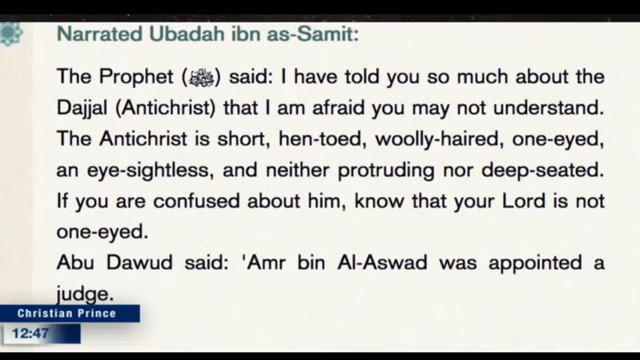 Narrated Ubadah ibn as-Samit:
The Prophet (ﷺ) said: I have told you so much about the
Dajjal (Antichrist) that I am afraid you may not understand.
The Antichrist is short, hen-toed, woolly-haired, one-eyed,
an eye-sightless, and neither protruding nor deep-seated.
If you are confused about him, know that your Lord is not
one-eyed.
Abu Dawud said: 'Amr bin Al-Aswad was appointed a
judge.
Christian Prince
12:47